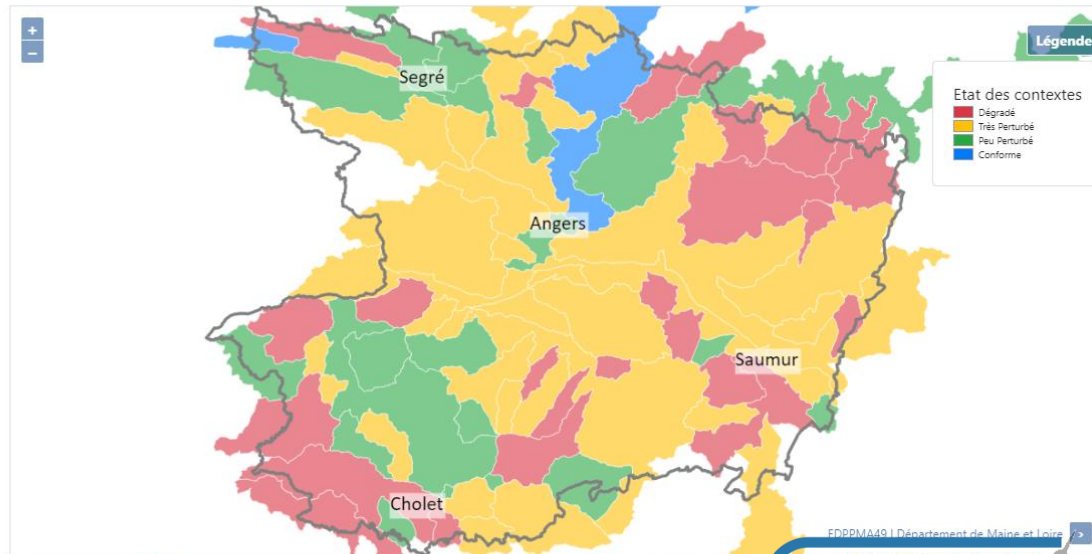 +
−
Légende
Segré
Etat des contextes
Dégradé
Très Perturbé
Peu Perturbé
Conforme
Angers
Saumur
Cholet
FDPPMA49 | Département de Maine et Loire